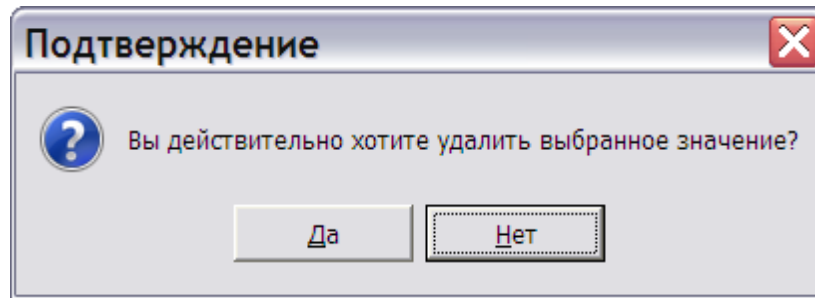 Подтверждение
Вы действительно хотите удалить выбранное значение?
Да
Нет